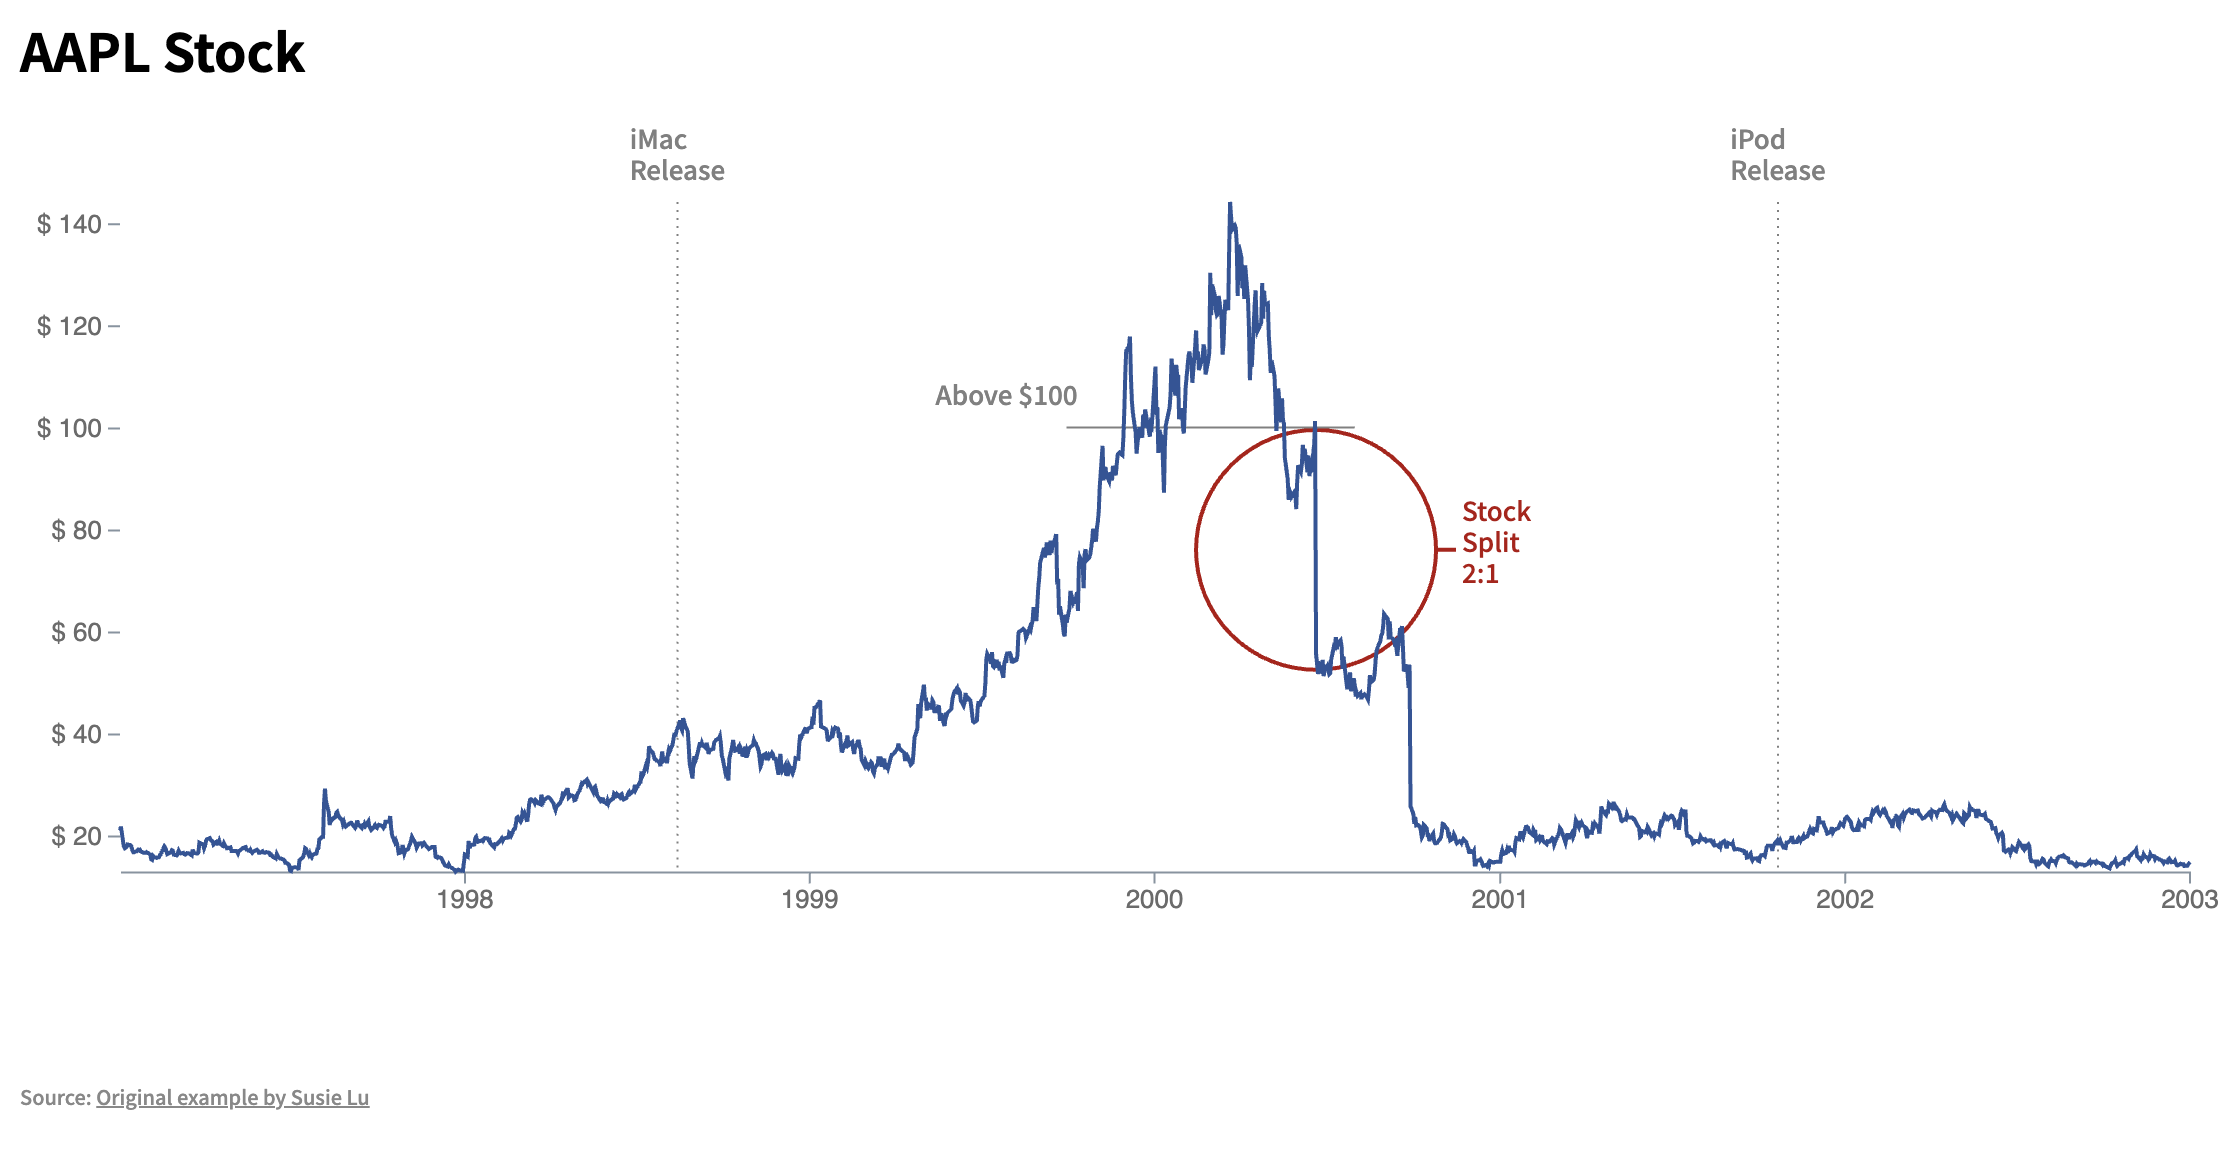 AAPL Stock
iMac
Release
iPod
Release
$ 140
$ 120
Above $100
$ 100
Stock
Split
2:1
$ 80
$ 60
$ 40
$ 20
1998
1999
2000
2001
2002
2003
Source: Original example by Susie Lu